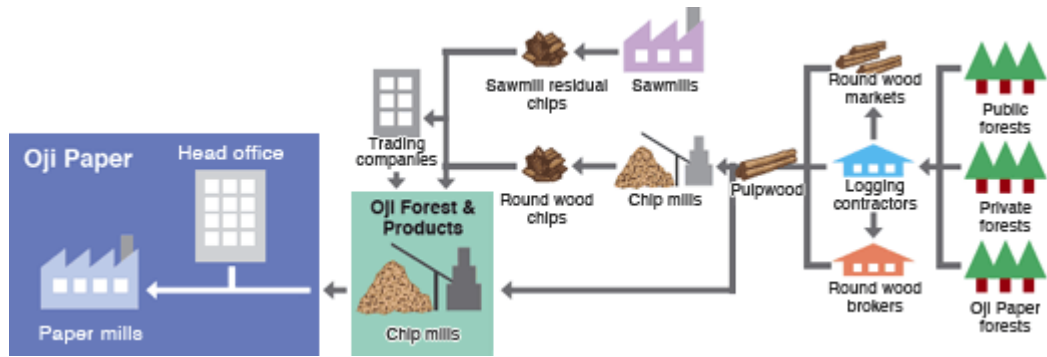 Oji Paper
Head office
Paper mills
Trading
companies
Oji Forest &
Products
Chip mills
Sawmill residual
chips
Sawmills
Round wood
chips
Chip mills
Pulpwood
Round wood
markets
Logging
contractors
Round wood
brokers
Public
forests
Private
forests
Oji Paper
forests